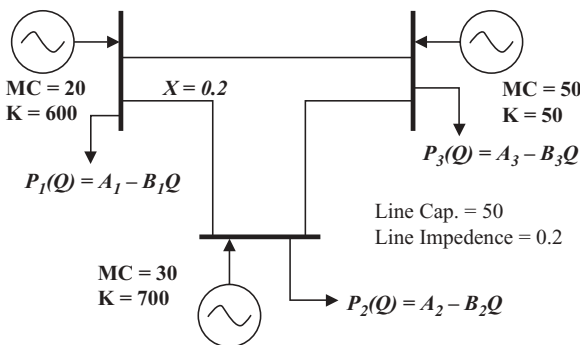 MC = 20
K = 600
X = 0.2
MC = 50
K = 50
P1(Q) = A1 – B1Q
P3(Q) = A3 – B3Q
Line Cap. = 50
Line Impedence = 0.2
MC = 30
K = 700
P2(Q) = A2 – B2Q